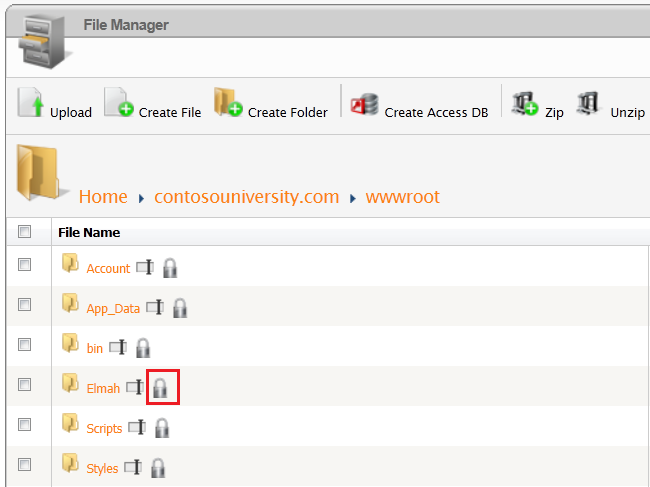 File Manager
Upload Create File Create Folder Create Access DB Zip Unzip
Home contosouniversity.com wwwroot
File Name
Account
App_Data
bin
Elmah
Scripts
Styles